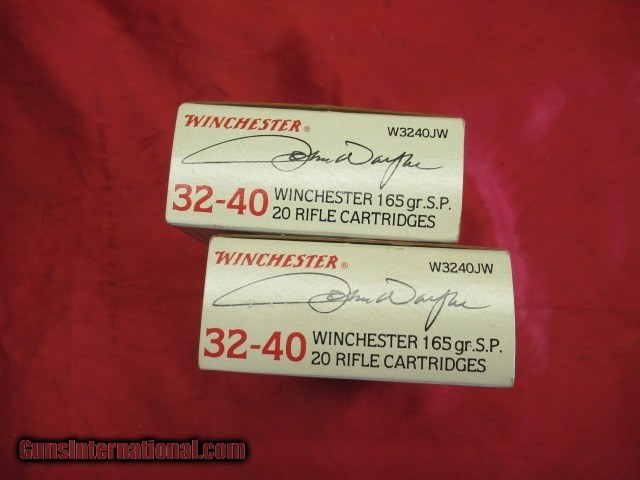 WINCHESTER® W3240JW
John Wayne
32-40 WINCHESTER 165 gr. S.P.
20 RIFLE CARTRIDGES
WINCHESTER® W3240JW
John Wayne
32-40 WINCHESTER 165 gr. S.P.
20 RIFLE CARTRIDGES
GunsInternational.com